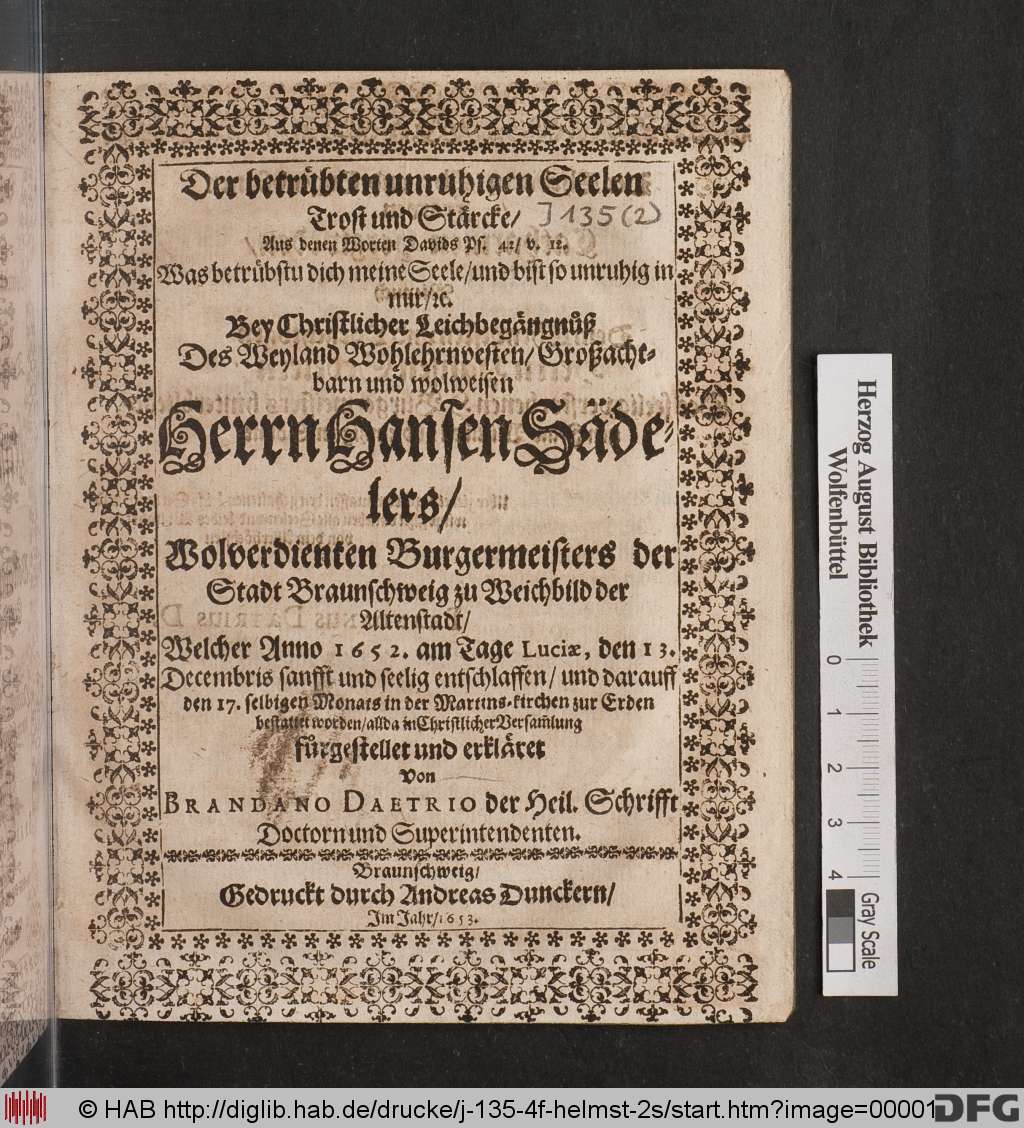 Der betrübten unruhigen Seelen
Trost und Stärcke/ J 135 (2)
Aus denen Worten Davids Ps. 42/ v. 12.
Was betrübstu dich meine Seele/und bist so unruhig in
mir/ꝛc.
Bey Christlicher Leichbegängnüß
Des Weyland Wohlehrnvesten/ Großacht-
barn und wolweisen
Herrn Hansen Säde-
lers/
Wolverdienten Burgermeisters der
Stadt Braunschweig zu Weichbild der
Altenstadt/
Welcher Anno 1652. am Tage Luciæ, den 13.
Decembris sanfft und seelig entschlaffen/ und darauff
den 17. selbigen Monats in der Martins-kirchen zur Erden
bestattet worden/allda in Christlicher Versam̃lung
fürgestellet und erkläret
Von
BRANDANO DAETRIO der Heil. Schrifft
Doctorn und Superintendenten.
Braunschweig/
Gedruckt durch Andreas Dunckern/
Im Jahr/1653.
Herzog August Bibliothek
Wolfenbüttel
0 1 2 3 4
Gray Scale
© HAB http://diglib.hab.de/drucke/j-135-4f-helmst-2s/start.htm?image=00001
DFG